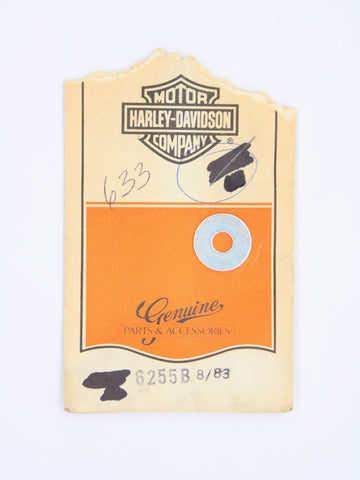 MOTOR
HARLEY-DAVIDSON
COMPANY ®
633
Genuine
PARTS & ACCESSORIES
6255B 8/83